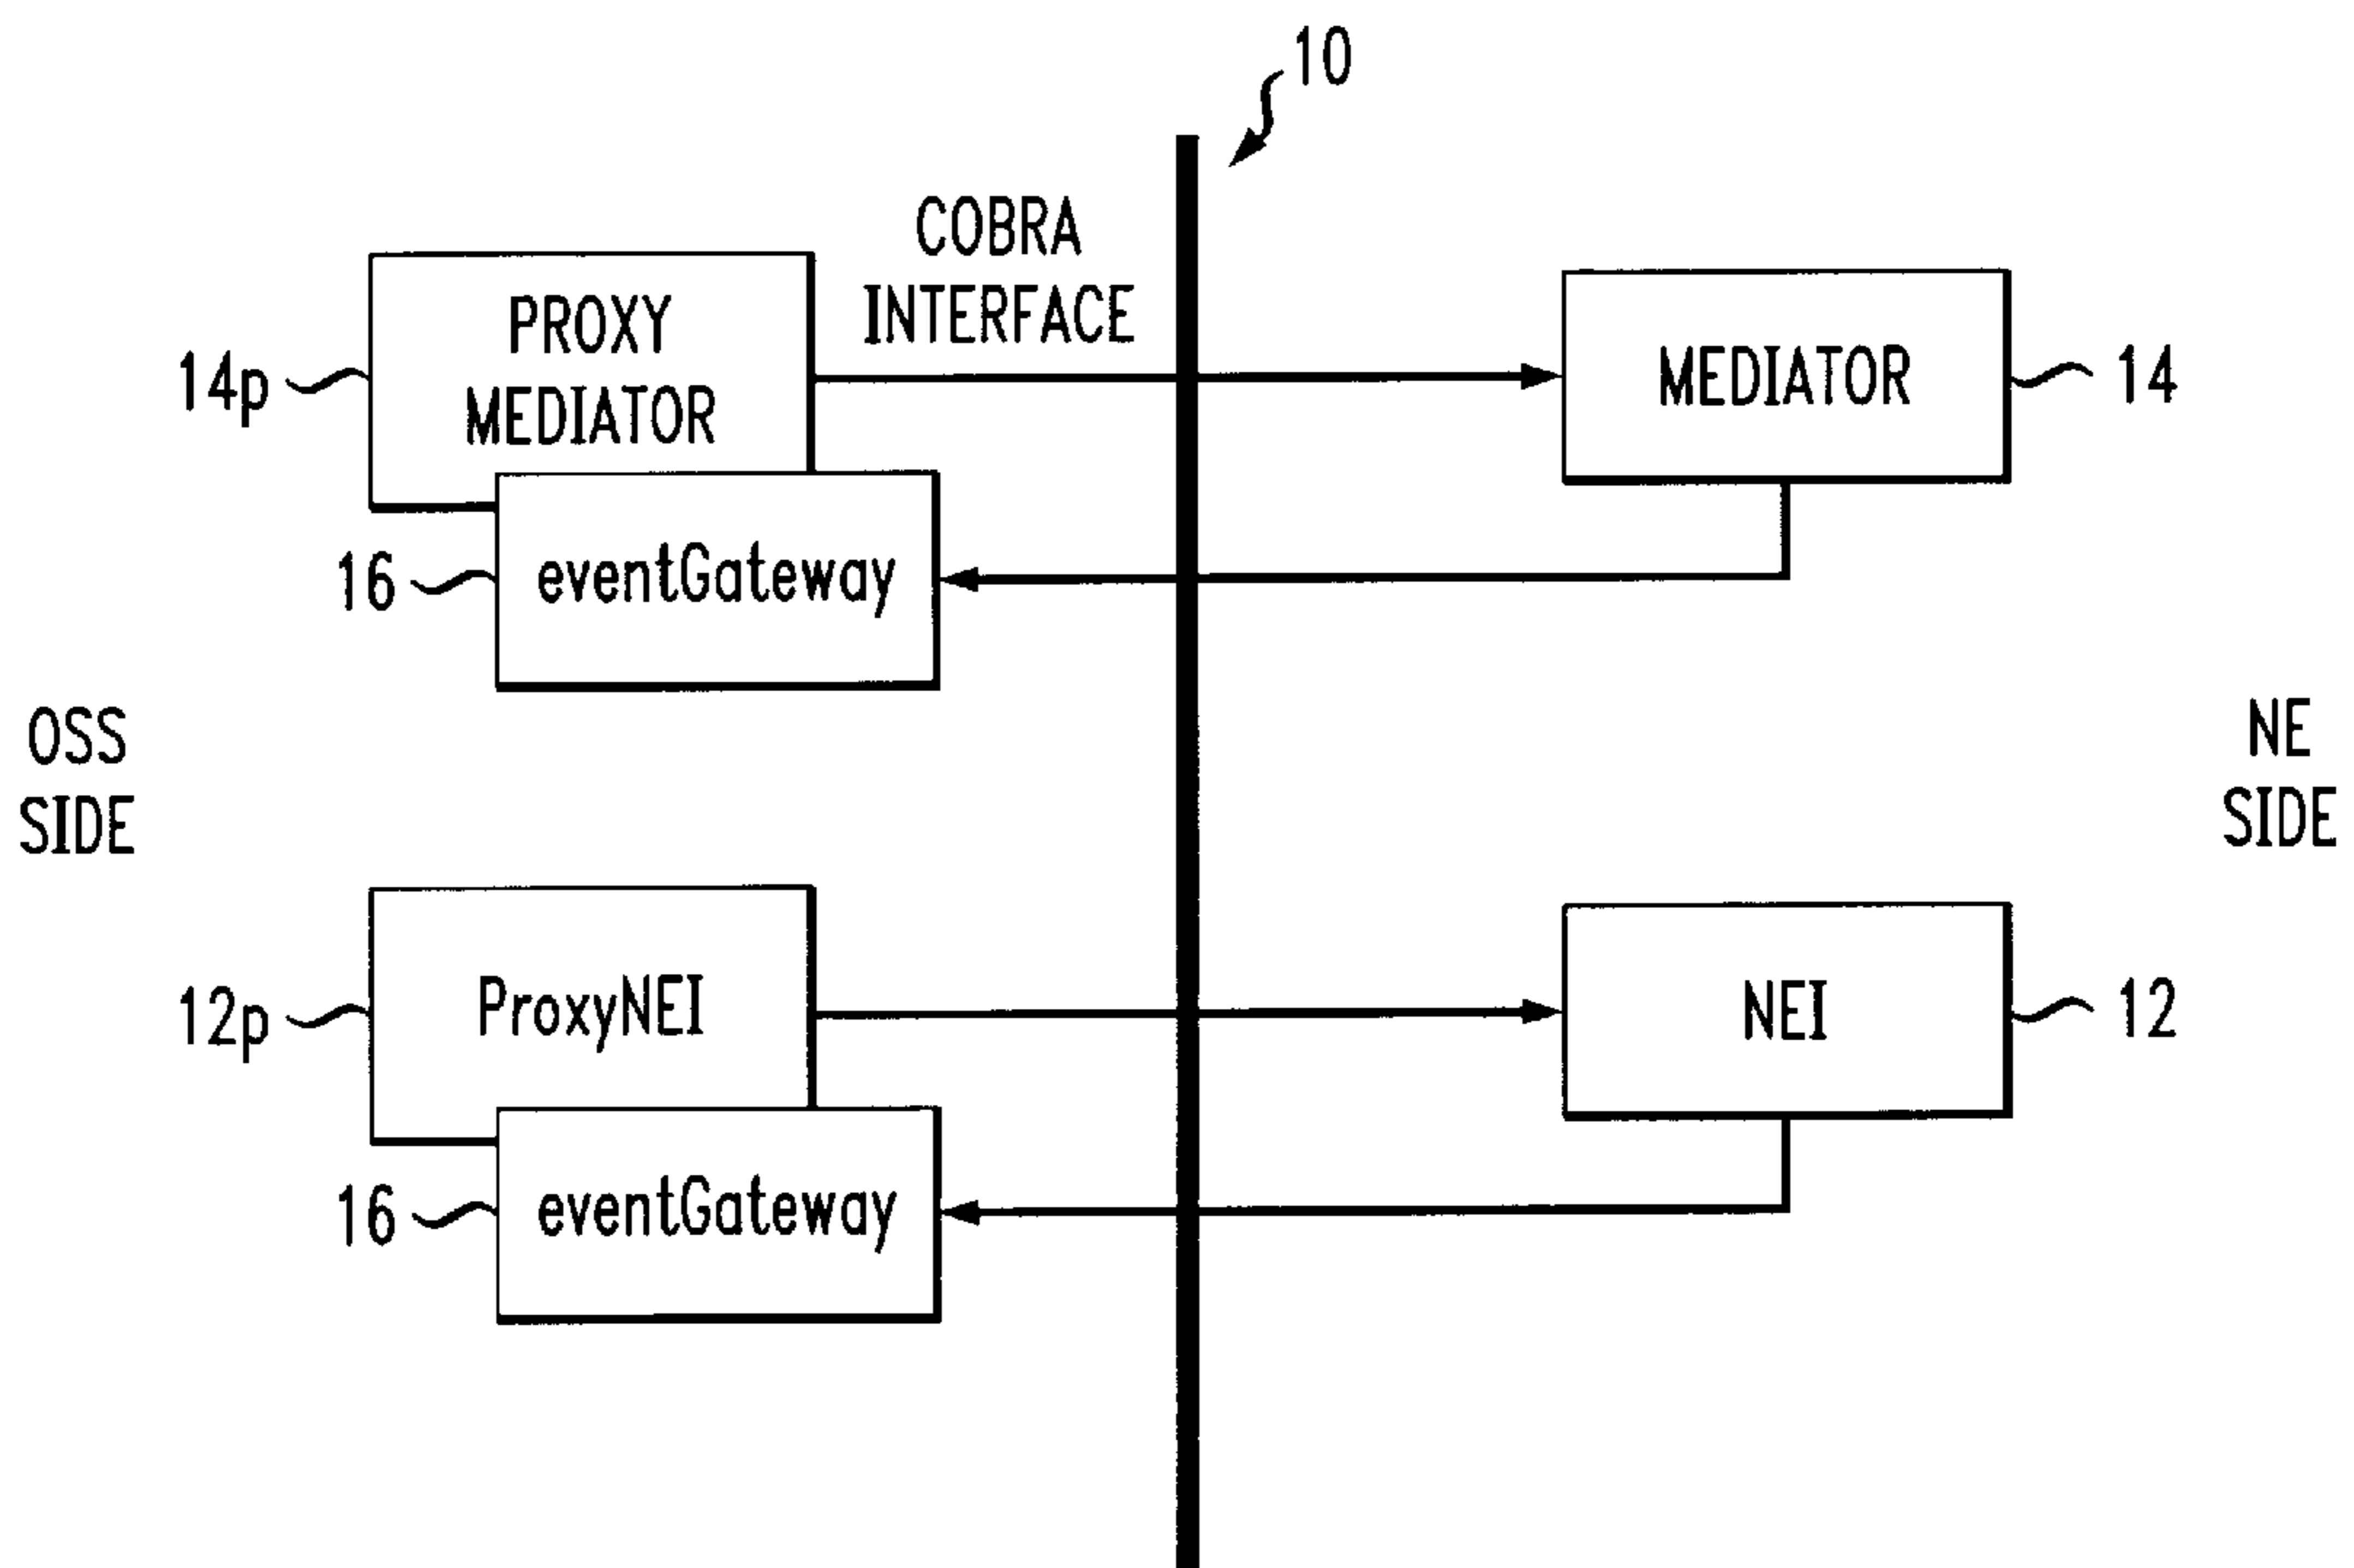 10
COBRA
INTERFACE
PROXY
MEDIATOR
14p
MEDIATOR
14
eventGateway
16
OSS
SIDE
NE
SIDE
ProxyNEI
12p
NEI
12
eventGateway
16